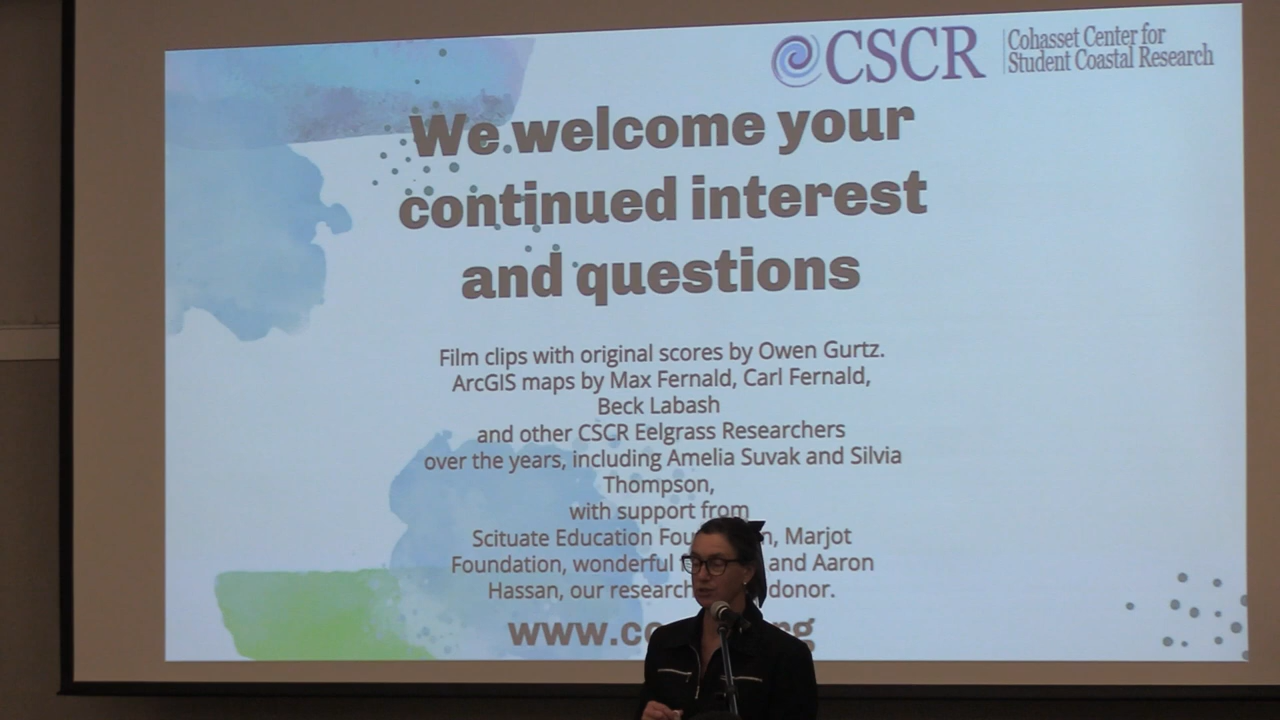 CSCR
Cohasset Center for
Student Coastal Research
We welcome your
continued interest
and questions
Film clips with original scores by Owen Gurtz.
ArcGIS maps by Max Fernald, Carl Fernald,
Beck Labash
and other CSCR Eelgrass Researchers
over the years, including Amelia Suvak and Silvia
Thompson,
with support from
Scituate Education n, Marjot
Foundation, wonderful and Aaron
Hassan, our research donor.
www.